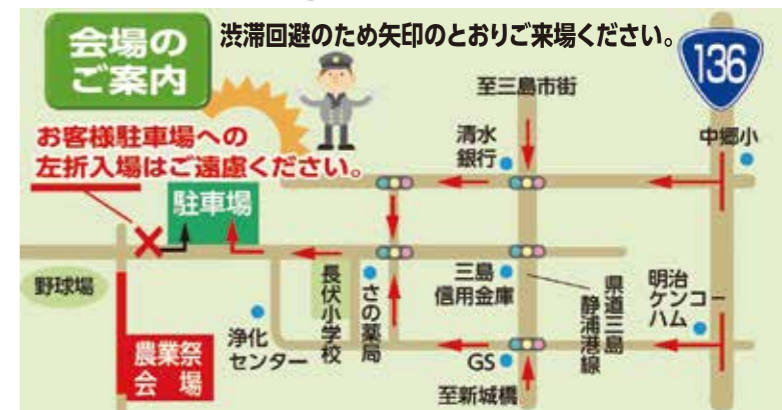 会場の
ご案内
渋滞回避のため矢印のとおりご来場ください。
136
至三島市街
お客様駐車場への
左折入場はご遠慮ください。
清水
銀行
中郷小
駐車場
野球場
長伏小学校
さの薬局
三島
信用金庫
県道三島
静浦港線
明治
ケンコー
ハム
浄化
センター
農業祭
会場
GS
至新城橋